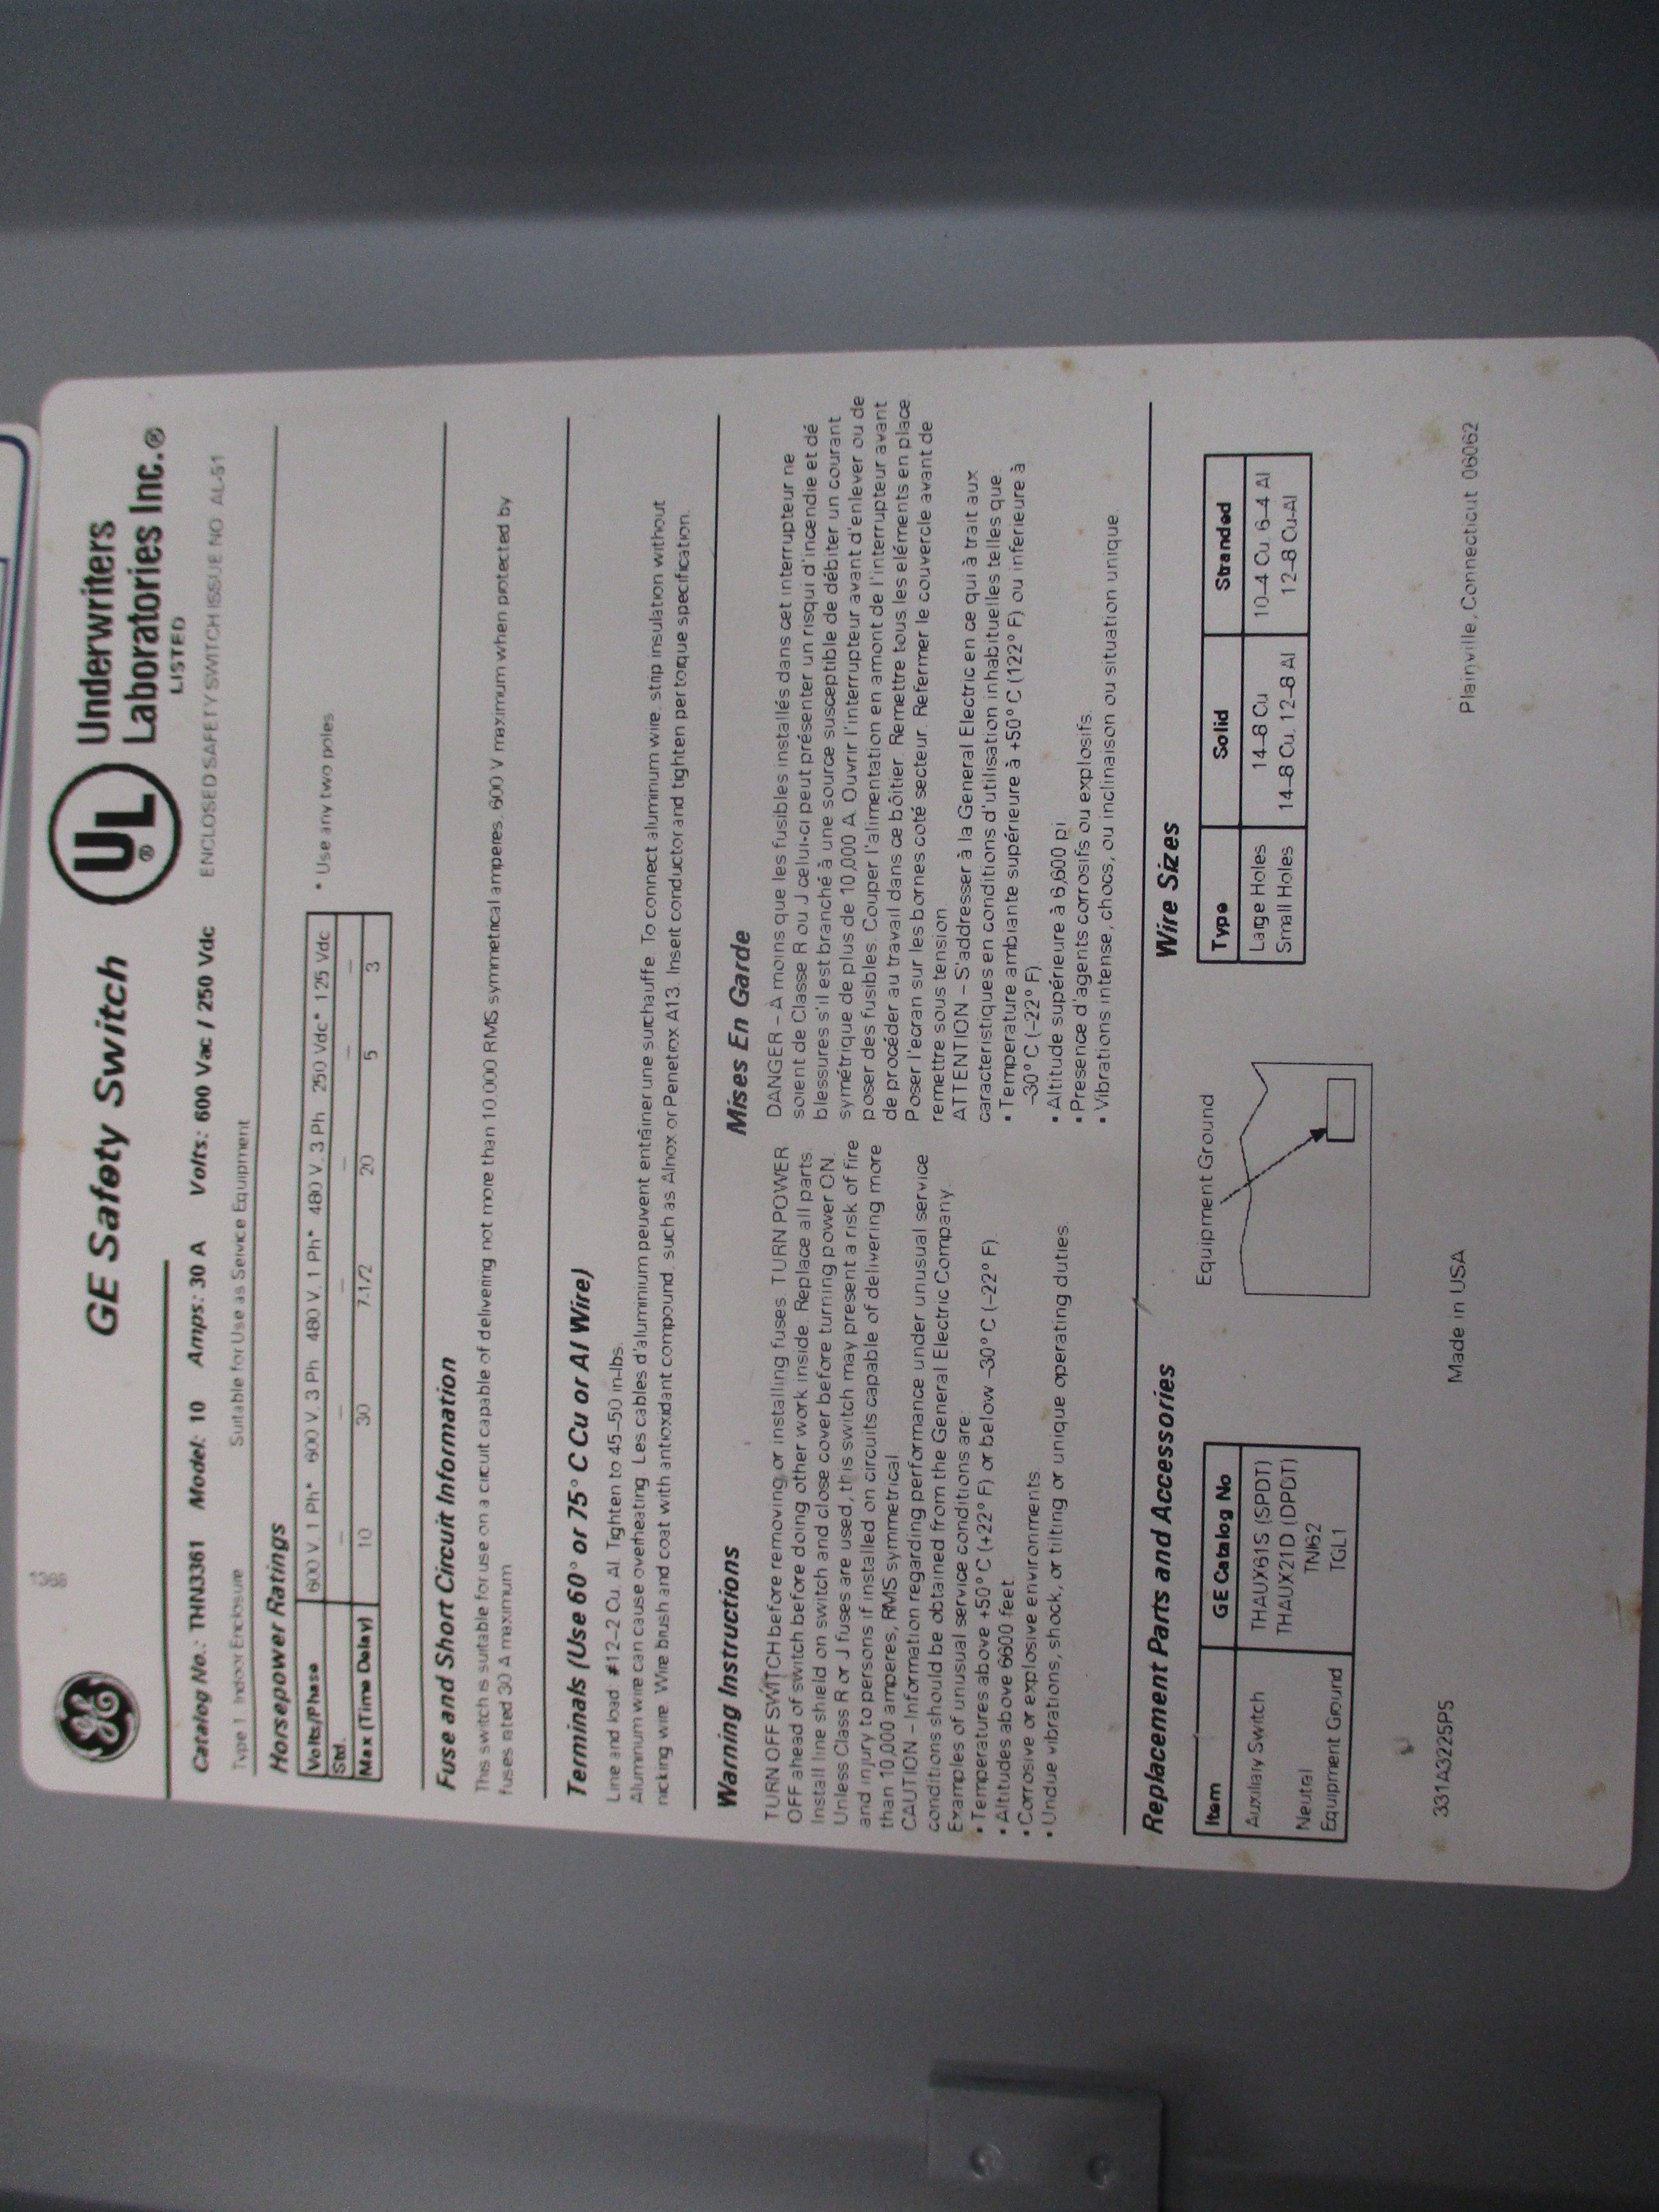 1366
GE
GE Safety Switch
UL ® Underwriters
Laboratories Inc.®
LISTED
Catalog No.: THN3361 Model: 10 Amps: 30 A Volts: 600 Vac / 250 Vdc ENCLOSED SAFETY SWITCH ISSUE NO AL-51
Type 1 Indoor Enclosure Suitable for Use as Service Equipment
Horsepower Ratings
Volts/Phase 600 V, 1 Ph* 600 V, 3 Ph 480 V, 1 Ph* 480 V, 3 Ph 250 Vdc* 125 Vdc * Use any two poles
Std. – – – – – –
Max (Time Delay) 10 30 7-1/2 20 5 3
Fuse and Short Circuit Information
This switch is suitable for use on a circuit capable of delivering not more than 10,000 RMS symmetrical amperes, 600 V maximum when protected by
fuses rated 30 A maximum
Terminals (Use 60° or 75° C Cu or Al Wire)
Line and load #12–2 Cu, Al. Tighten to 45–50 in-lbs.
Aluminum wire can cause overheating. Les cables d'aluminium peuvent entrâiner une surchauffe. To connect aluminum wire, strip insulation without
nicking wire. Wire brush and coat with antioxidant compound, such as Alnox or Penetrox A13. Insert conductor and tighten per torque specification.
Warning Instructions
TURN OFF SWITCH before removing or installing fuses. TURN POWER
OFF ahead of switch before doing other work inside. Replace all parts.
Install line shield on switch and close cover before turning power ON.
Unless Class R or J fuses are used, this switch may present a risk of fire
and injury to persons if installed on circuits capable of delivering more
than 10,000 amperes, RMS symmetrical
CAUTION – Information regarding performance under unusual service
conditions should be obtained from the General Electric Company.
Examples of unusual service conditions are:
• Temperatures above +50° C (+22° F) or below –30° C (–22° F).
• Altitudes above 6600 feet.
• Corrosive or explosive environments.
• Undue vibrations, shock, or tilting or unique operating duties.
Mises En Garde
DANGER – À moins que les fusibles installés dans cet interrupteur ne
soient de Classe R ou J celui-ci peut présenter un risqui d'incendie et dé
blessures s'il est branché à une source susceptible de débiter un courant
symétrique de plus de 10,000 A. Ouvrir l'interrupteur avant d'enlever ou de
poser des fusibles. Couper l'alimentation en amont de l'interrupteur avant
de procéder au travail dans ce bôitier. Remettre tous les eléments en place.
Poser l'ecran sur les bornes coté secteur. Refermer le couvercle avant de
remettre sous tension
ATTENTION – S'addresser à la General Electric en ce qui à trait aux
caracteristiques en conditions d'utilisation inhabituelles telles que:
• Temperature ambiante supérieure à +50° C (122° F) ou inferieure à
–30° C (–22° F).
• Altitude supérieure à 6,600 pi
• Presence d'agents corrosifs ou explosifs.
• Vibrations intense, chocs, ou inclinaison ou situation unique.
Replacement Parts and Accessories
Item GE Catalog No
Auxiliary Switch THAUX61S (SPDT)
THAUX21D (DPDT)
Neutral TNI62
Equipment Ground TGL1
Equipment Ground
Wire Sizes
Type Solid Stranded
Large Holes 14–8 Cu 10–4 Cu, 6–4 Al
Small Holes 14–8 Cu, 12–8 Al 12–8 Cu-Al
331A3225P5 Made in USA Plainville, Connecticut 06062